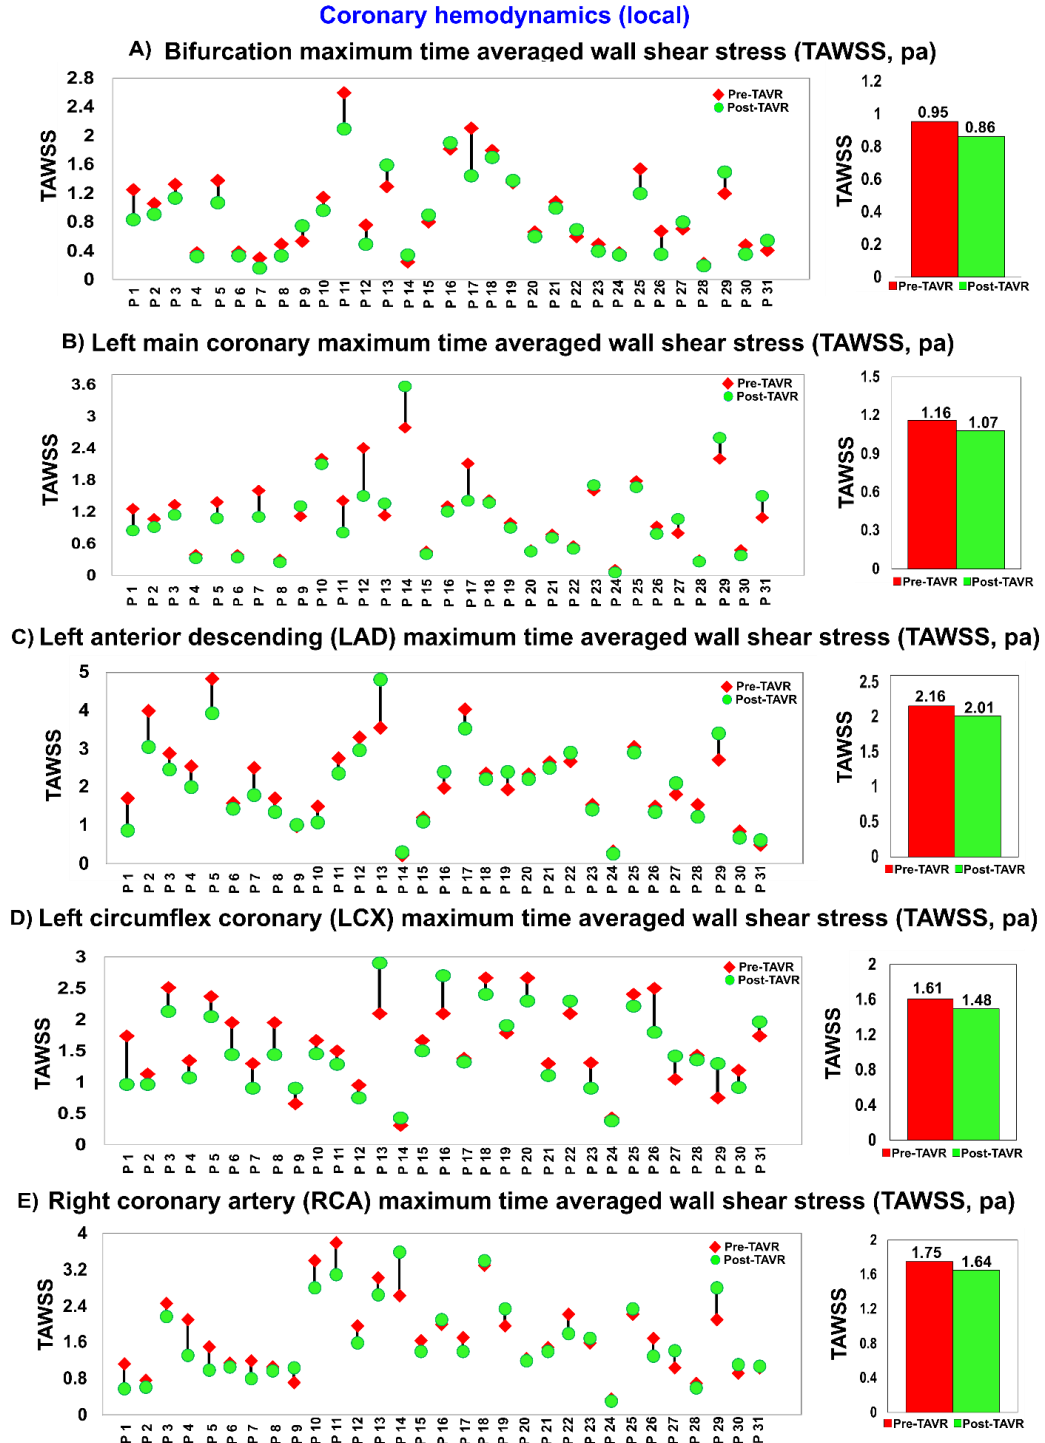 Coronary hemodynamics (local)
A) Bifurcation maximum time averaged wall shear stress (TAWSS, pa)
TAWSS
2.8
2.4
2
1.6
1.2
0.8
0.4
0
Pre-TAVR
Post-TAVR
P 1 P 2 P 3 P 4 P 5 P 6 P 7 P 8 P 9 P 10 P 11 P 12 P 13 P 14 P 15 P 16 P 17 P 18 P 19 P 20 P 21 P 22 P 23 P 24 P 25 P 26 P 27 P 28 P 29 P 30 P 31
TAWSS
1.2
1
0.8
0.6
0.4
0.2
0
0.95 0.86
Pre-TAVR Post-TAVR
B) Left main coronary maximum time averaged wall shear stress (TAWSS, pa)
TAWSS
3.6
3
2.4
1.8
1.2
0.6
0
Pre-TAVR
Post-TAVR
P 1 P 2 P 3 P 4 P 5 P 6 P 7 P 8 P 9 P 10 P 11 P 12 P 13 P 14 P 15 P 16 P 17 P 18 P 19 P 20 P 21 P 22 P 23 P 24 P 25 P 26 P 27 P 28 P 29 P 30 P 31
TAWSS
1.5
1.2
0.9
0.6
0.3
0
1.16 1.07
Pre-TAVR Post-TAVR
C) Left anterior descending (LAD) maximum time averaged wall shear stress (TAWSS, pa)
TAWSS
5
4
3
2
1
0
Pre-TAVR
Post-TAVR
P 1 P 2 P 3 P 4 P 5 P 6 P 7 P 8 P 9 P 10 P 11 P 12 P 13 P 14 P 15 P 16 P 17 P 18 P 19 P 20 P 21 P 22 P 23 P 24 P 25 P 26 P 27 P 28 P 29 P 30 P 31
TAWSS
2.5
2
1.5
1
0.5
0
2.16 2.01
Pre-TAVR Post-TAVR
D) Left circumflex coronary (LCX) maximum time averaged wall shear stress (TAWSS, pa)
TAWSS
3
2.5
2
1.5
1
0.5
0
Pre-TAVR
Post-TAVR
P 1 P 2 P 3 P 4 P 5 P 6 P 7 P 8 P 9 P 10 P 11 P 12 P 13 P 14 P 15 P 16 P 17 P 18 P 19 P 20 P 21 P 22 P 23 P 24 P 25 P 26 P 27 P 28 P 29 P 30 P 31
TAWSS
2
1.6
1.2
0.8
0.4
0
1.61 1.48
Pre-TAVR Post-TAVR
E) Right coronary artery (RCA) maximum time averaged wall shear stress (TAWSS, pa)
TAWSS
4
3.2
2.4
1.6
0.8
0
Pre-TAVR
Post-TAVR
P 1 P 2 P 3 P 4 P 5 P 6 P 7 P 8 P 9 P 10 P 11 P 12 P 13 P 14 P 15 P 16 P 17 P 18 P 19 P 20 P 21 P 22 P 23 P 24 P 25 P 26 P 27 P 28 P 29 P 30 P 31
TAWSS
2
1.6
1.2
0.8
0.4
0
1.75 1.64
Pre-TAVR Post-TAVR